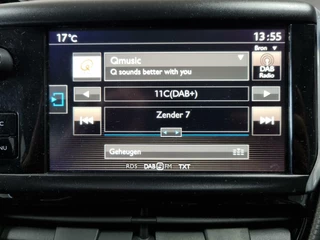 17°C
13:55
Bron
Qmusic
Q sounds better with you
DAB
Radio
11C(DAB+)
Zender 7
Geheugen
RDS DAB FM TXT
NU